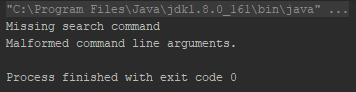 "C:\Program Files\Java\jdk1.8.0_161\bin\java" ...
Missing search command
Malformed command line arguments.
Process finished with exit code 0